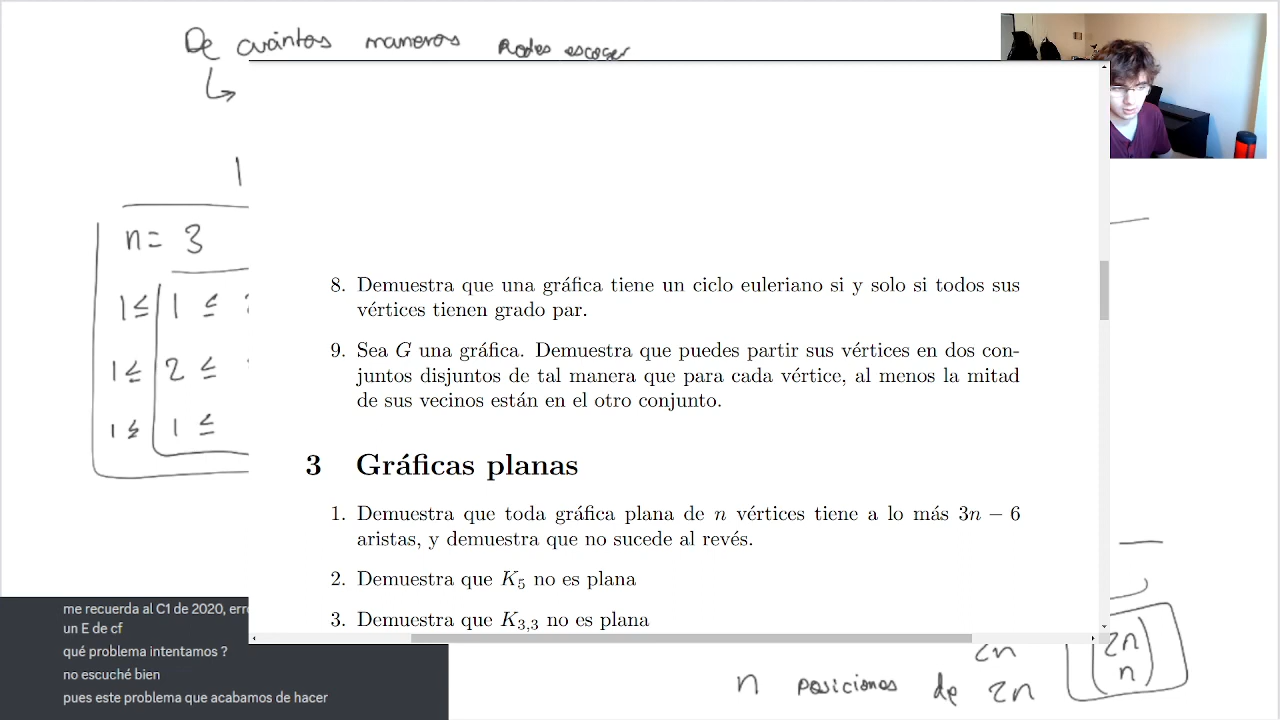 De cuántas maneras Podes escoger
1
n= 3
1≤ 1 ≤
1≤ 2 ≤
1≤ 1 ≤
8. Demuestra que una gráfica tiene un ciclo euleriano si y solo si todos sus
vértices tienen grado par.
9. Sea G una gráfica. Demuestra que puedes partir sus vértices en dos con-
juntos disjuntos de tal manera que para cada vértice, al menos la mitad
de sus vecinos están en el otro conjunto.
3 Gráficas planas
1. Demuestra que toda gráfica plana de n vértices tiene a lo más 3n − 6
aristas, y demuestra que no sucede al revés.
2. Demuestra que K5 no es plana
3. Demuestra que K3,3 no es plana
me recuerda al C1 de 2020, err
un E de cf
qué problema intentamos ?
no escuché bien
pues este problema que acabamos de hacer
2n
(2n
n)
n posiciones de 2n